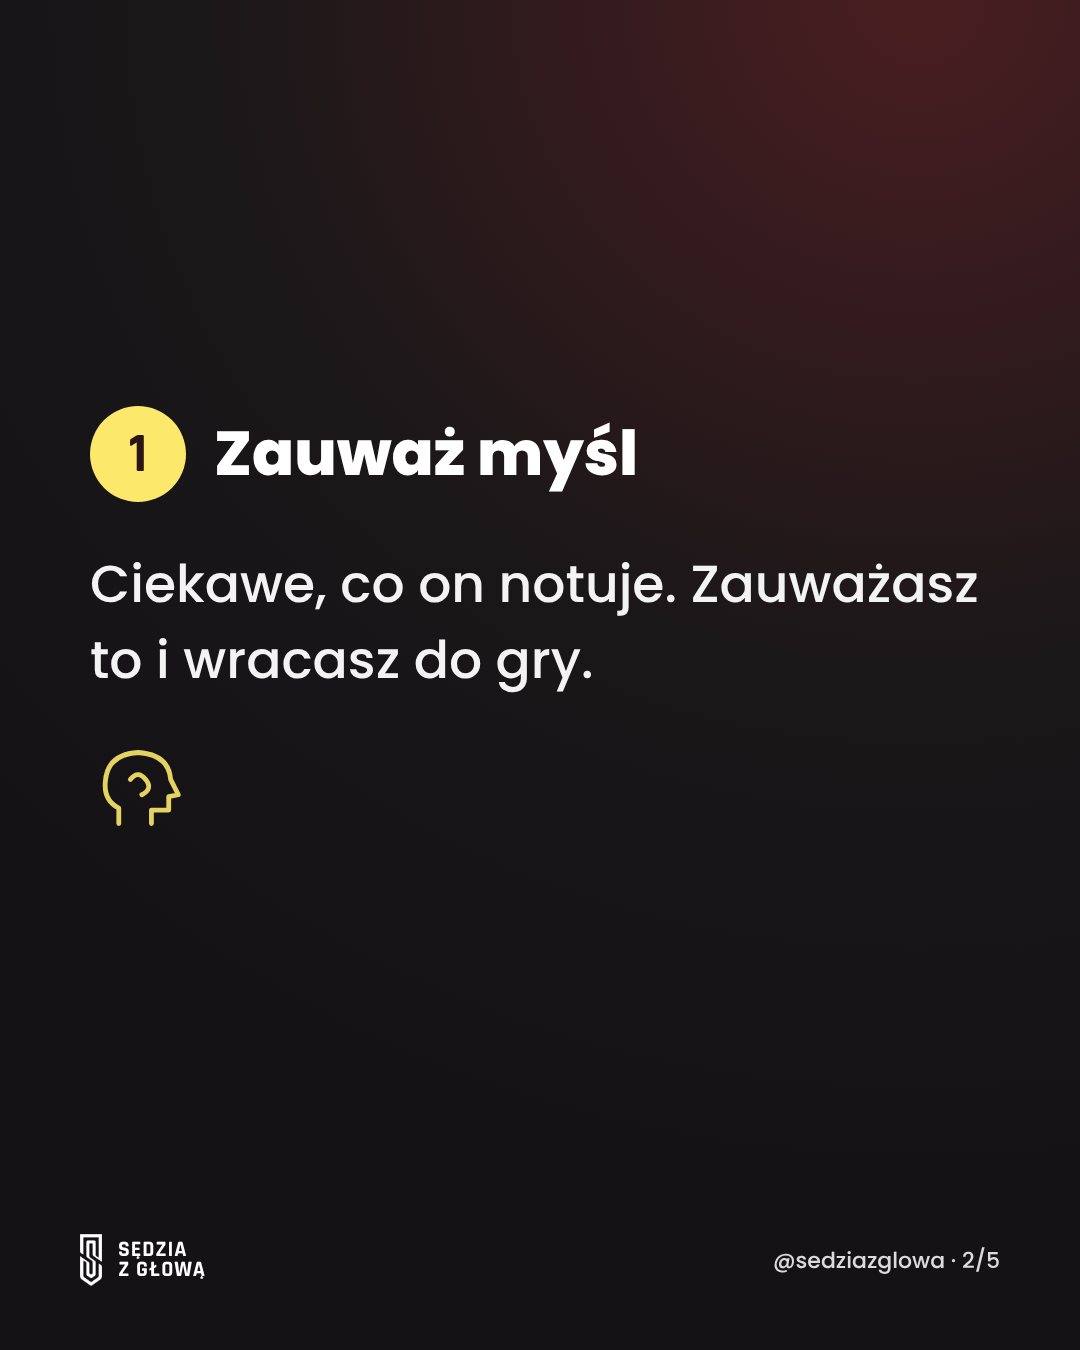 1 Zauważ myśl
Ciekawe, co on notuje. Zauważasz
to i wracasz do gry.
SĘDZIA
Z GŁOWĄ
@sedziazglowa · 2/5